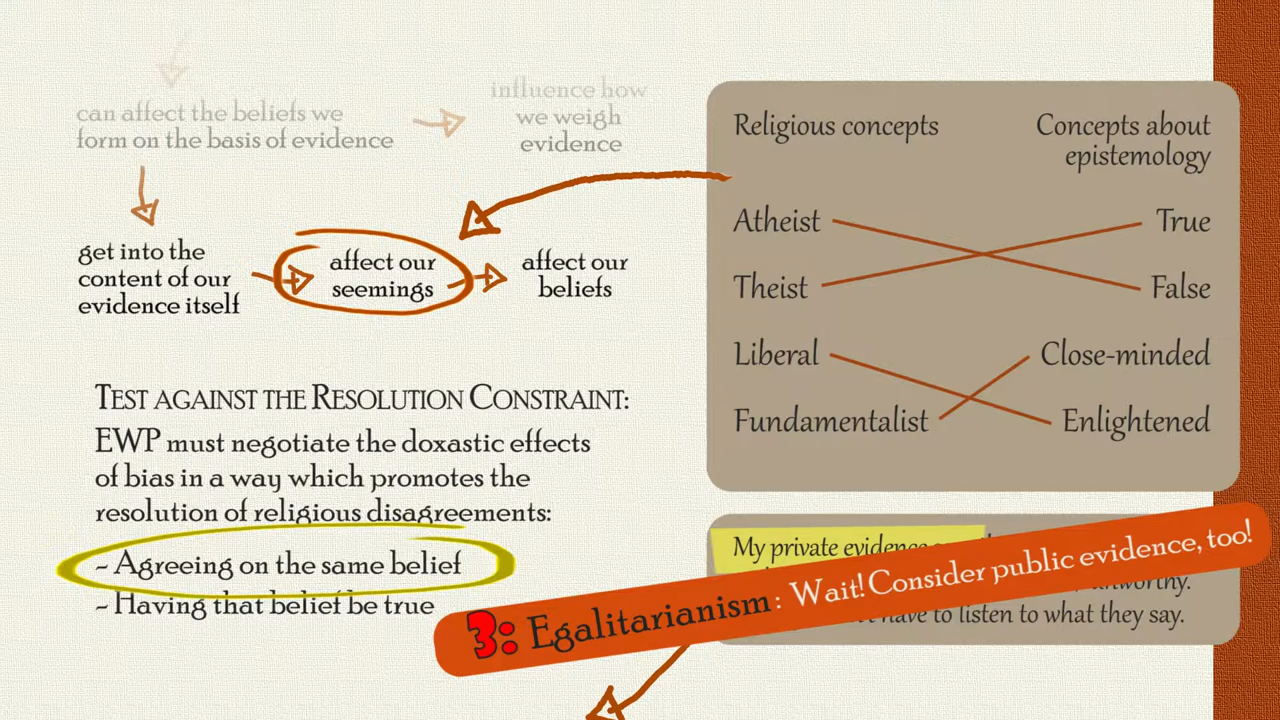 can affect the beliefs we
form on the basis of evidence
influence how
we weigh
evidence
get into the
content of our
evidence itself
affect our
seemings
affect our
beliefs
TEST AGAINST THE RESOLUTION CONSTRAINT:
EWP must negotiate the doxastic effects
of bias in a way which promotes the
resolution of religious disagreements:
~ Agreeing on the same belief
~ Having that belief be true
Religious concepts
Concepts about
epistemology
Atheist
True
Theist
False
Liberal
Close-minded
Fundamentalist
Enlightened
My private evidence
have to listen to what they say.
3: Egalitarianism: Wait! Consider public evidence, too!